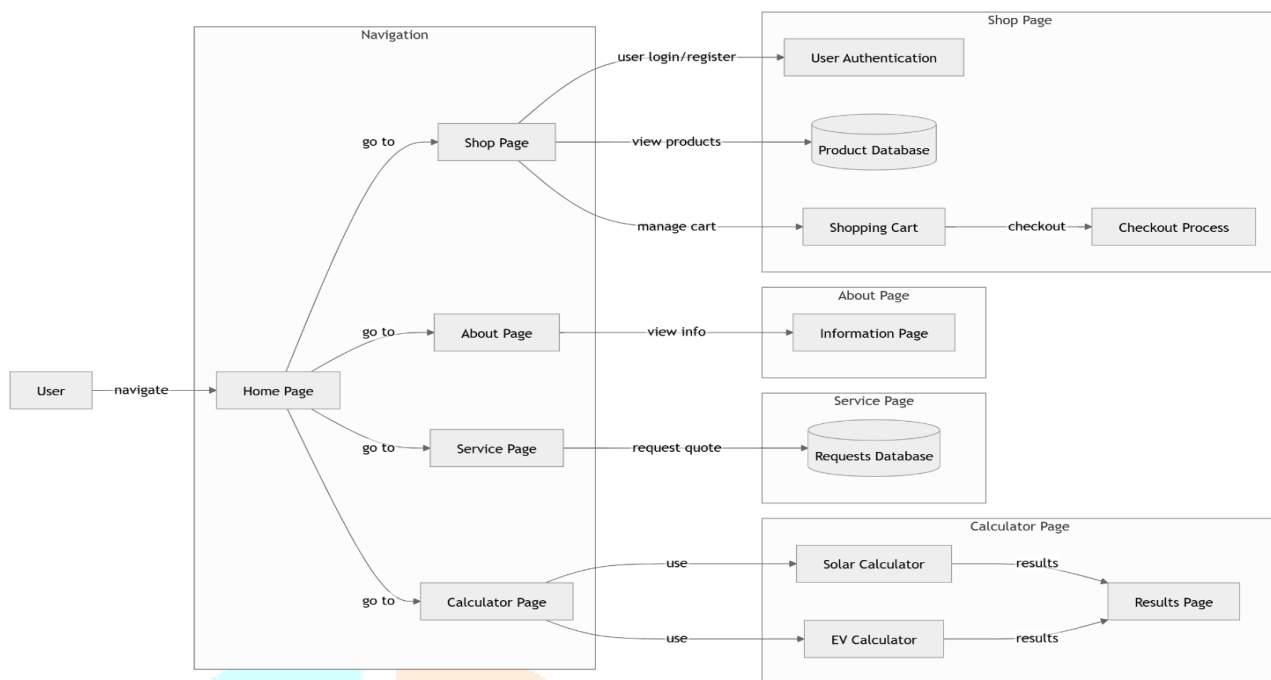 Navigation
Shop Page
user login/register
User Authentication
go to
Shop Page
view products
Product Database
manage cart
Shopping Cart
checkout
Checkout Process
About Page
go to
About Page
view info
Information Page
User
navigate
Home Page
Service Page
go to
Service Page
request quote
Requests Database
Calculator Page
use
Solar Calculator
results
go to
Calculator Page
Results Page
use
EV Calculator
results